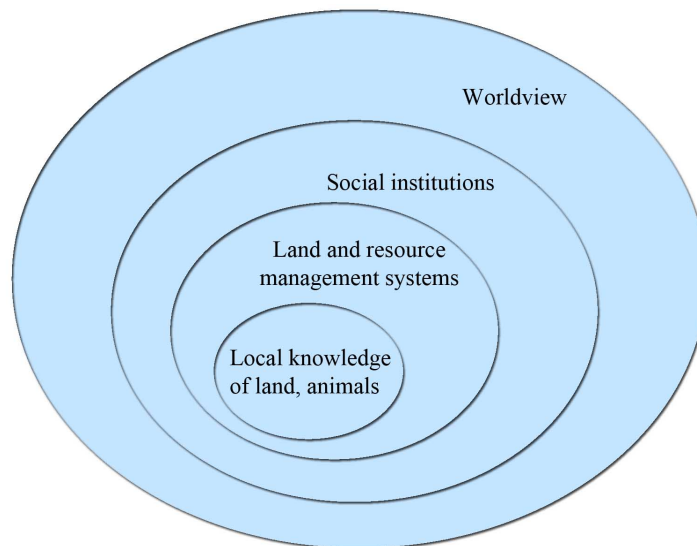 Worldview
Social institutions
Land and resource
management systems
Local knowledge
of land, animals